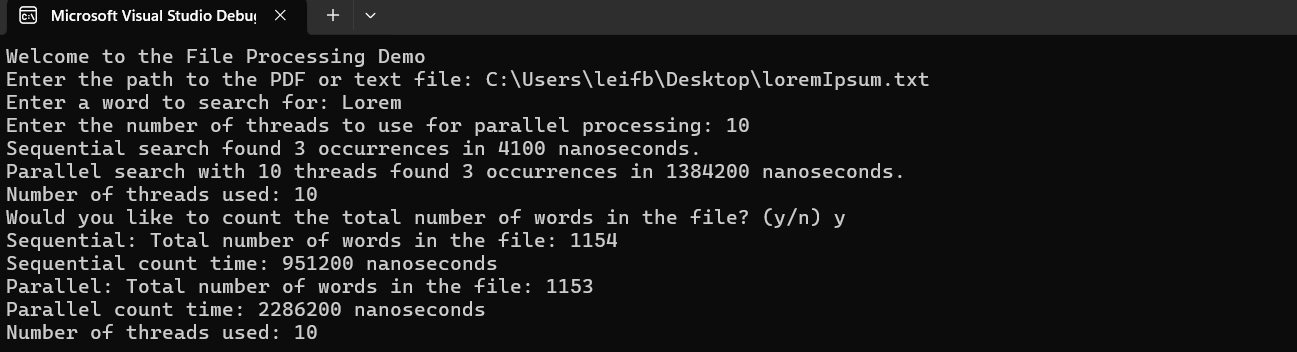 Microsoft Visual Studio Debug
Welcome to the File Processing Demo
Enter the path to the PDF or text file: C:\Users\leifb\Desktop\loremIpsum.txt
Enter a word to search for: Lorem
Enter the number of threads to use for parallel processing: 10
Sequential search found 3 occurrences in 4100 nanoseconds.
Parallel search with 10 threads found 3 occurrences in 1384200 nanoseconds.
Number of threads used: 10
Would you like to count the total number of words in the file? (y/n) y
Sequential: Total number of words in the file: 1154
Sequential count time: 951200 nanoseconds
Parallel: Total number of words in the file: 1153
Parallel count time: 2286200 nanoseconds
Number of threads used: 10